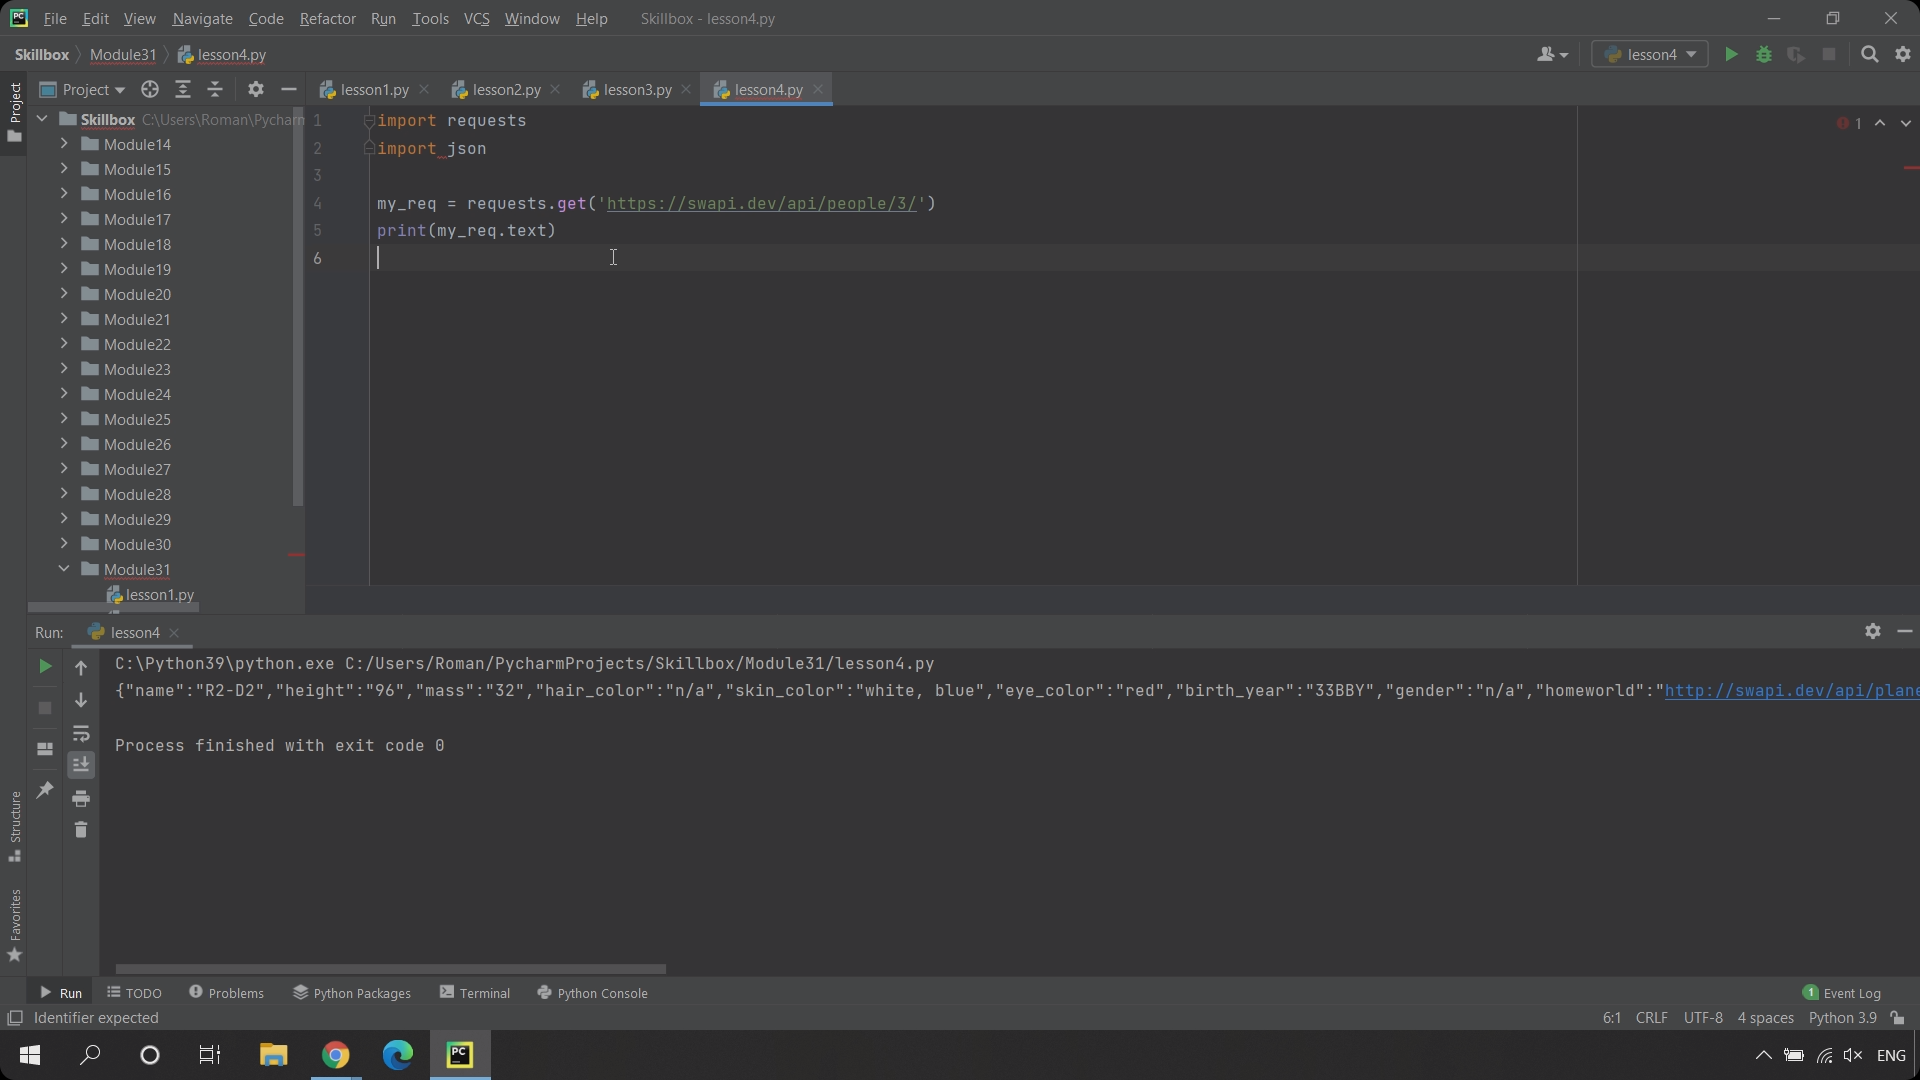 File Edit View Navigate Code Refactor Run Tools VCS Window Help Skillbox - lesson4.py
Skillbox Module31 lesson4.py lesson4
Project lesson1.py lesson2.py lesson3.py lesson4.py
Project
Skillbox C:\Users\Roman\Pycharm
Module14
Module15
Module16
Module17
Module18
Module19
Module20
Module21
Module22
Module23
Module24
Module25
Module26
Module27
Module28
Module29
Module30
Module31
lesson1.py
1 import requests
2 import json
3
4 my_req = requests.get('https://swapi.dev/api/people/3/')
5 print(my_req.text)
6
1
Run: lesson4
C:\Python39\python.exe C:/Users/Roman/PycharmProjects/Skillbox/Module31/lesson4.py
{"name":"R2-D2","height":"96","mass":"32","hair_color":"n/a","skin_color":"white, blue","eye_color":"red","birth_year":"33BBY","gender":"n/a","homeworld":"http://swapi.dev/api/plane
Process finished with exit code 0
Structure
Favorites
Run TODO Problems Python Packages Terminal Python Console 1 Event Log
Identifier expected 6:1 CRLF UTF-8 4 spaces Python 3.9
PC ENG